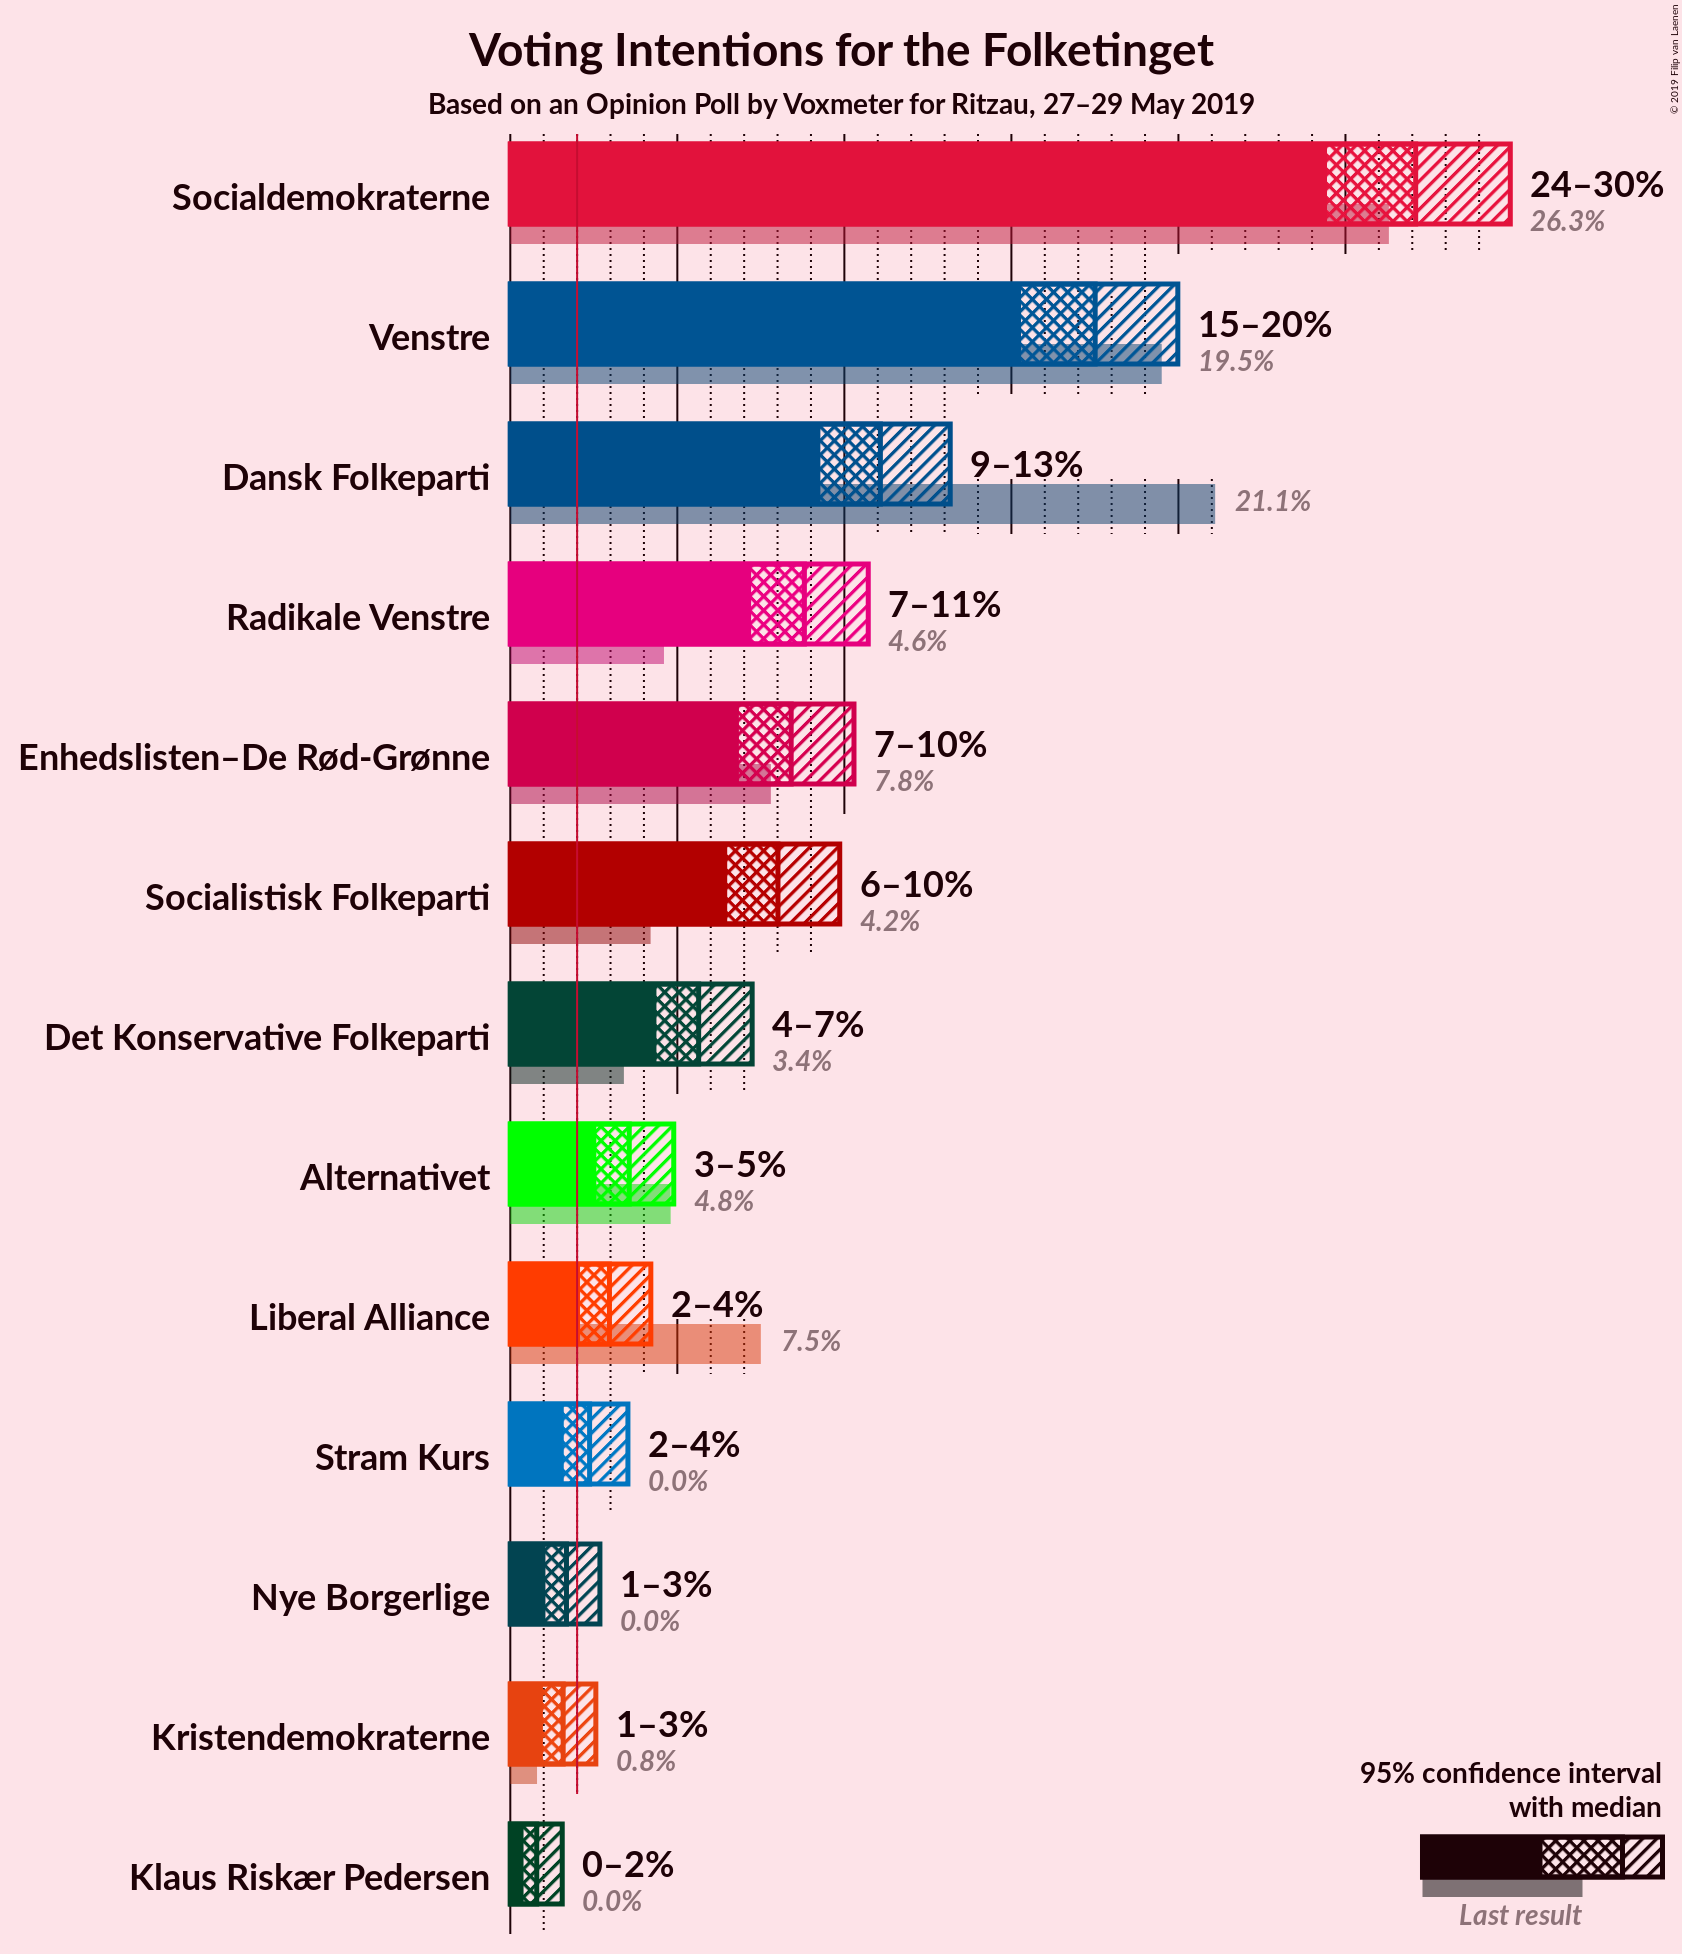 Voting Intentions for the Folketinget
Based on an Opinion Poll by Voxmeter for Ritzau, 27–29 May 2019
© 2019 Filip van Laenen
Socialdemokraterne
24–30%
26.3%
Venstre
15–20%
19.5%
Dansk Folkeparti
9–13%
21.1%
Radikale Venstre
7–11%
4.6%
Enhedslisten–De Rød-Grønne
7–10%
7.8%
Socialistisk Folkeparti
6–10%
4.2%
Det Konservative Folkeparti
4–7%
3.4%
Alternativet
3–5%
4.8%
Liberal Alliance
2–4%
7.5%
Stram Kurs
2–4%
0.0%
Nye Borgerlige
1–3%
0.0%
Kristendemokraterne
1–3%
0.8%
Klaus Riskær Pedersen
0–2%
0.0%
95% confidence interval
with median
Last result